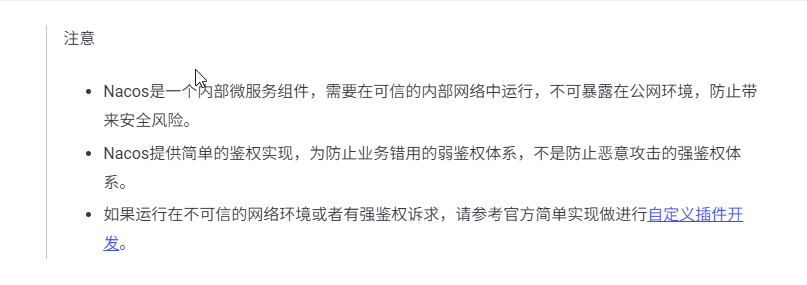 注意
Nacos是一个内部微服务组件，需要在可信的内部网络中运行，不可暴露在公网环境，防止带
来安全风险。
Nacos提供简单的鉴权实现，为防止业务错用的弱鉴权体系，不是防止恶意攻击的强鉴权体
系。
如果运行在不可信的网络环境或者有强鉴权诉求，请参考官方简单实现做进行自定义插件开
发。